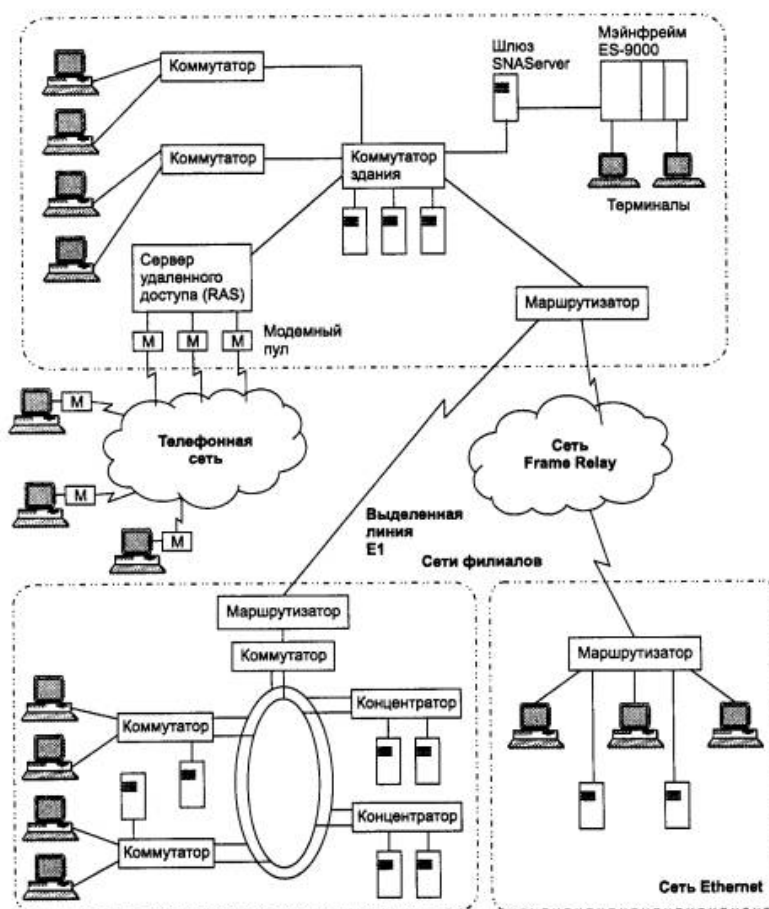 Шлюз
SNAServer
Мэйнфрейм
ES-9000
Коммутатор
Коммутатор
Коммутатор
здания
Терминалы
Сервер
удаленного
доступа (RAS)
Маршрутизатор
М
М
М
Модемный
пул
М
Телефонная
сеть
Сеть
Frame Relay
М
М
Выделенная
линия
E1
Сети филиалов
Маршрутизатор
Коммутатор
Маршрутизатор
Концентратор
Коммутатор
Концентратор
Коммутатор
Сеть Ethernet